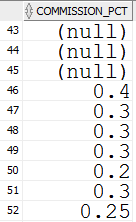 COMMISSION_PCT
43 (null)
44 (null)
45 (null)
46 0.4
47 0.3
48 0.3
49 0.3
50 0.2
51 0.3
52 0.25